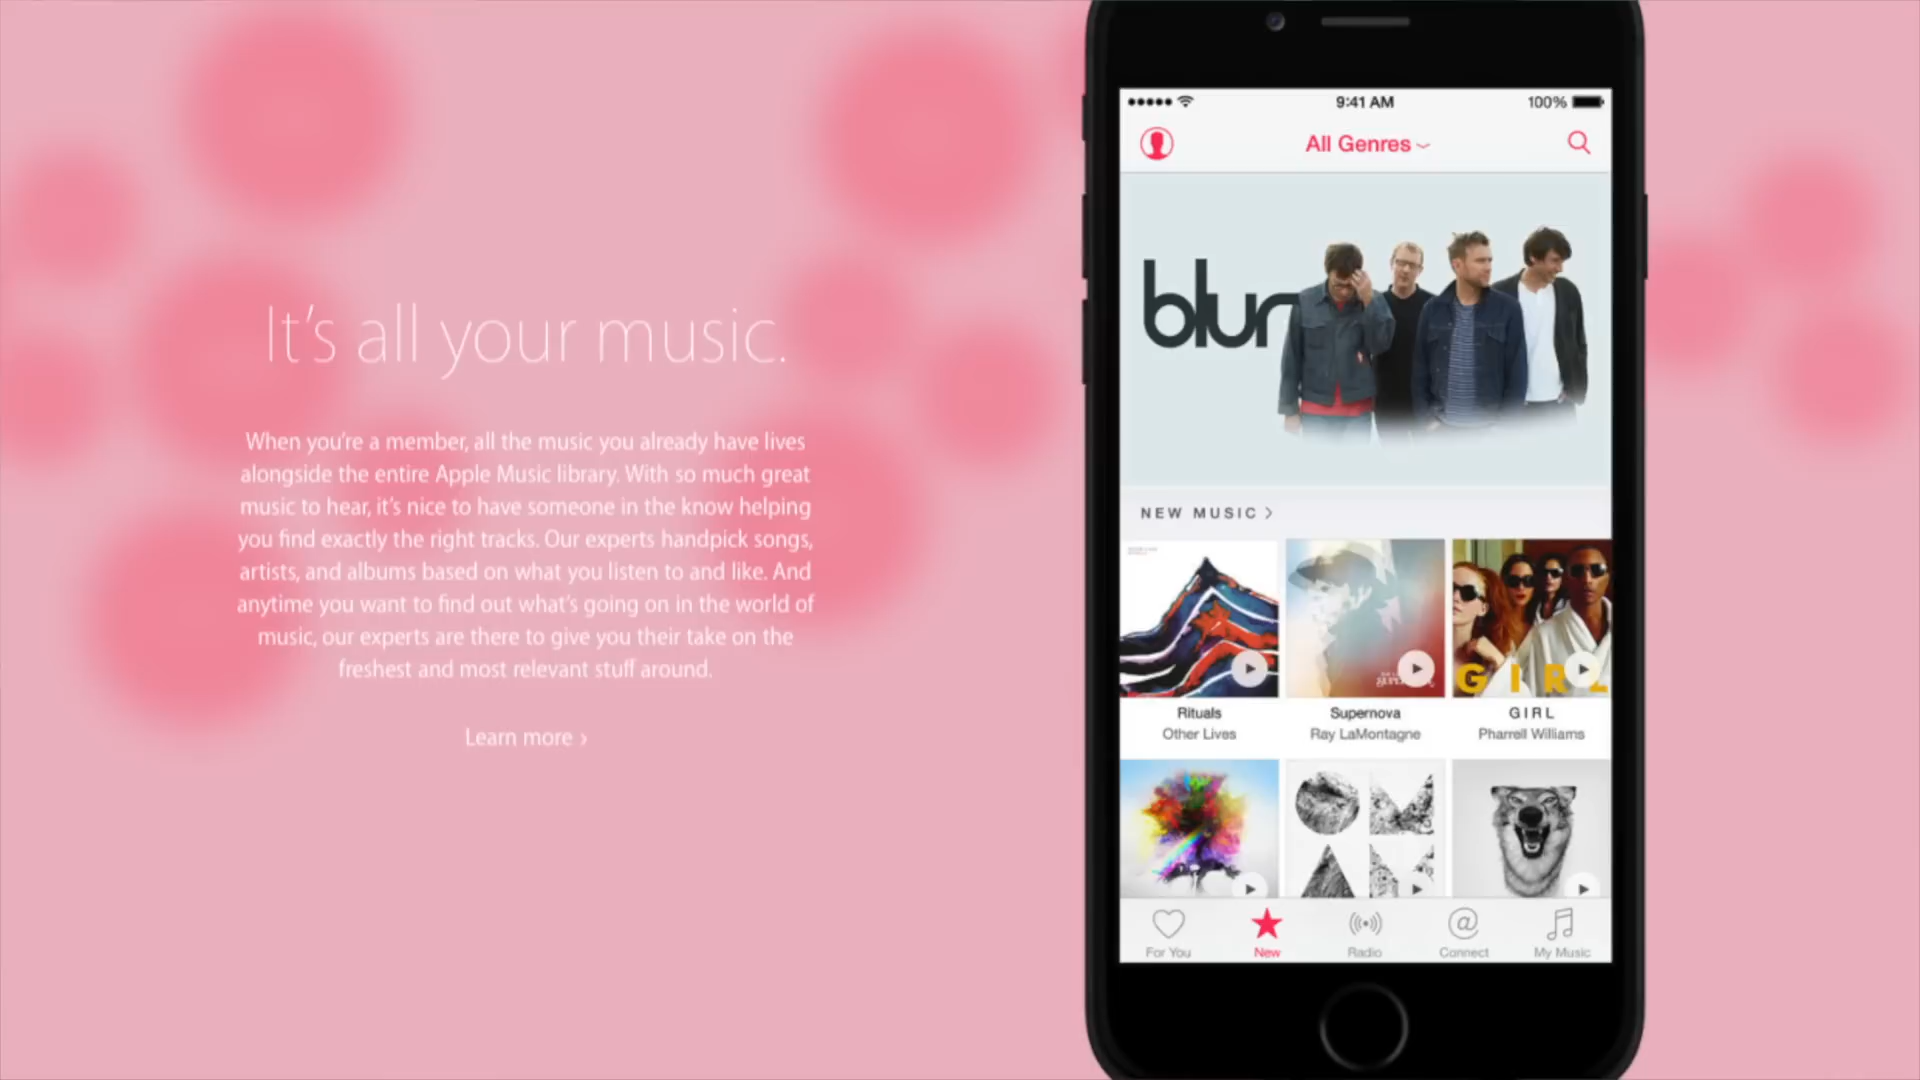 It's all your music.
When you're a member, all the music you already have lives
alongside the entire Apple Music library. With so much great
music to hear, it's nice to have someone in the know helping
you find exactly the right tracks. Our experts handpick songs,
artists, and albums based on what you listen to and like. And
anytime you want to find out what's going on in the world of
music, our experts are there to give you their take on the
freshest and most relevant stuff around.
Learn more ›
9:41 AM
100%
All Genres
blur
NEW MUSIC >
GIRL
Rituals
Supernova
G I R L
Other Lives
Ray LaMontagne
Pharrell Williams
For You
New
Radio
Connect
My Music